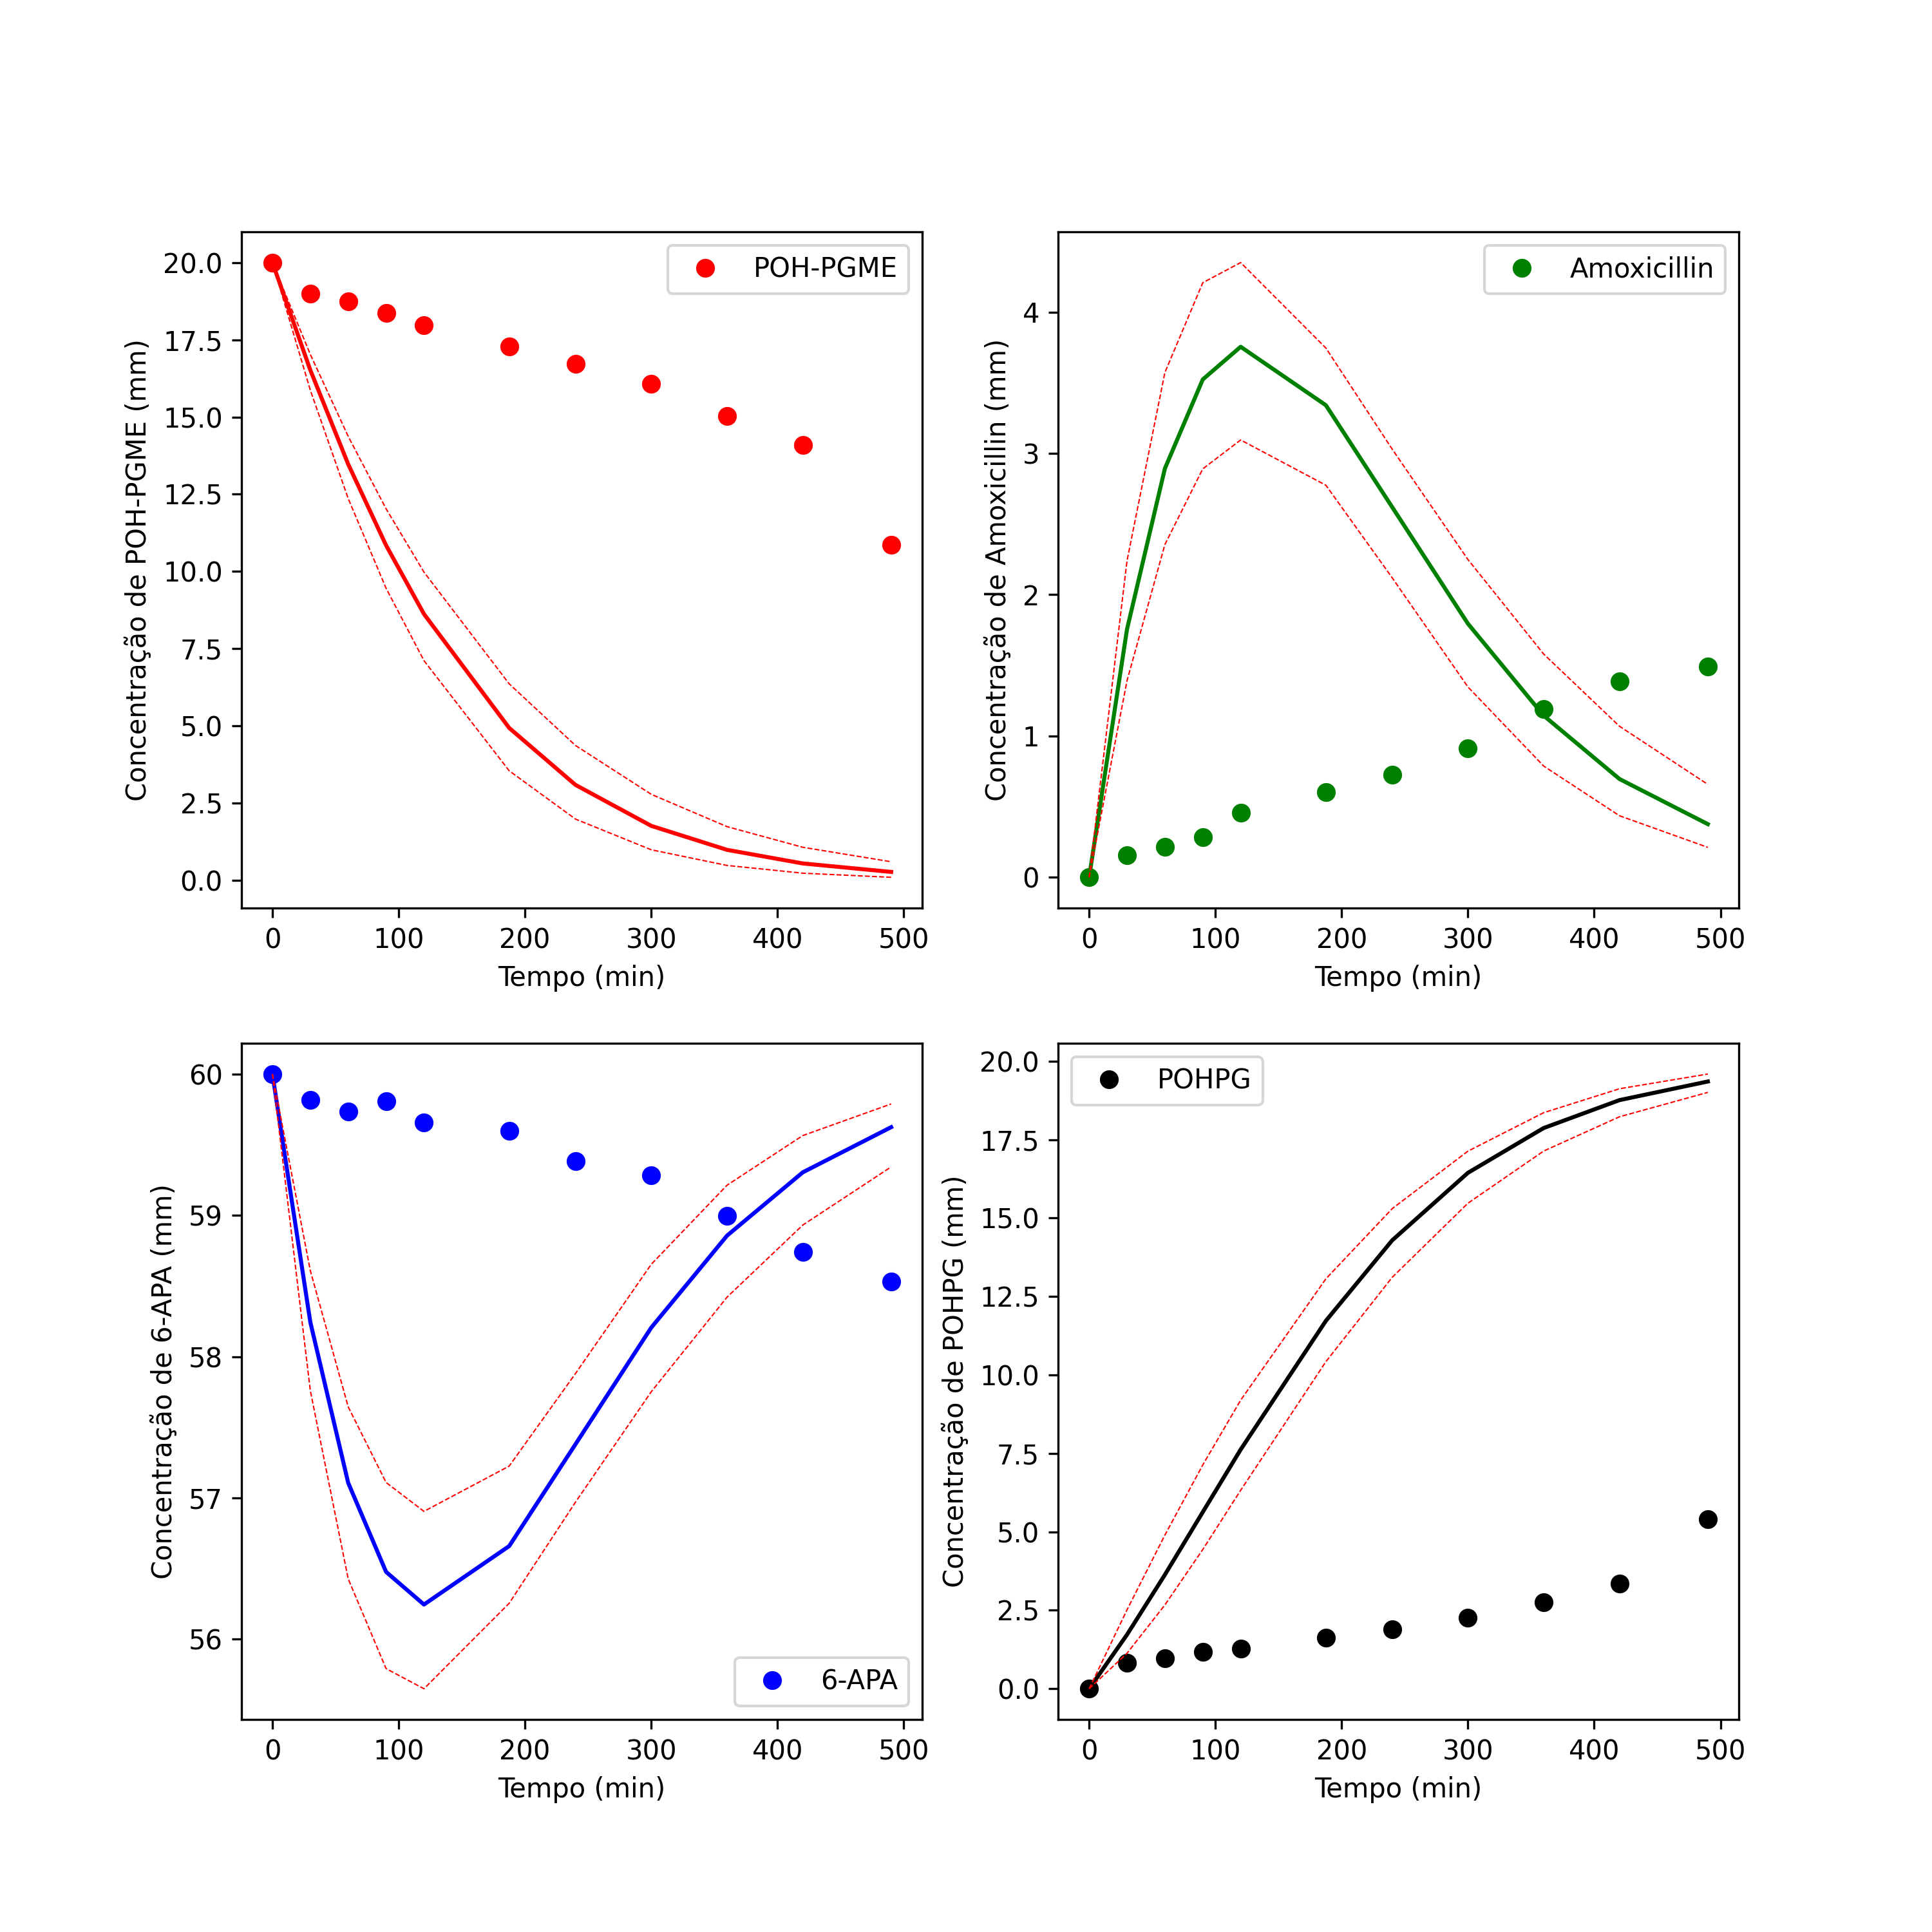 POH-PGME
Concentração de POH-PGME (mm)
20.0
17.5
15.0
12.5
10.0
7.5
5.0
2.5
0.0
0 100 200 300 400 500
Tempo (min)
Amoxicillin
Concentração de Amoxicillin (mm)
4
3
2
1
0
0 100 200 300 400 500
Tempo (min)
Concentração de 6-APA (mm)
60
59
58
57
56
6-APA
0 100 200 300 400 500
Tempo (min)
POHPG
Concentração de POHPG (mm)
20.0
17.5
15.0
12.5
10.0
7.5
5.0
2.5
0.0
0 100 200 300 400 500
Tempo (min)